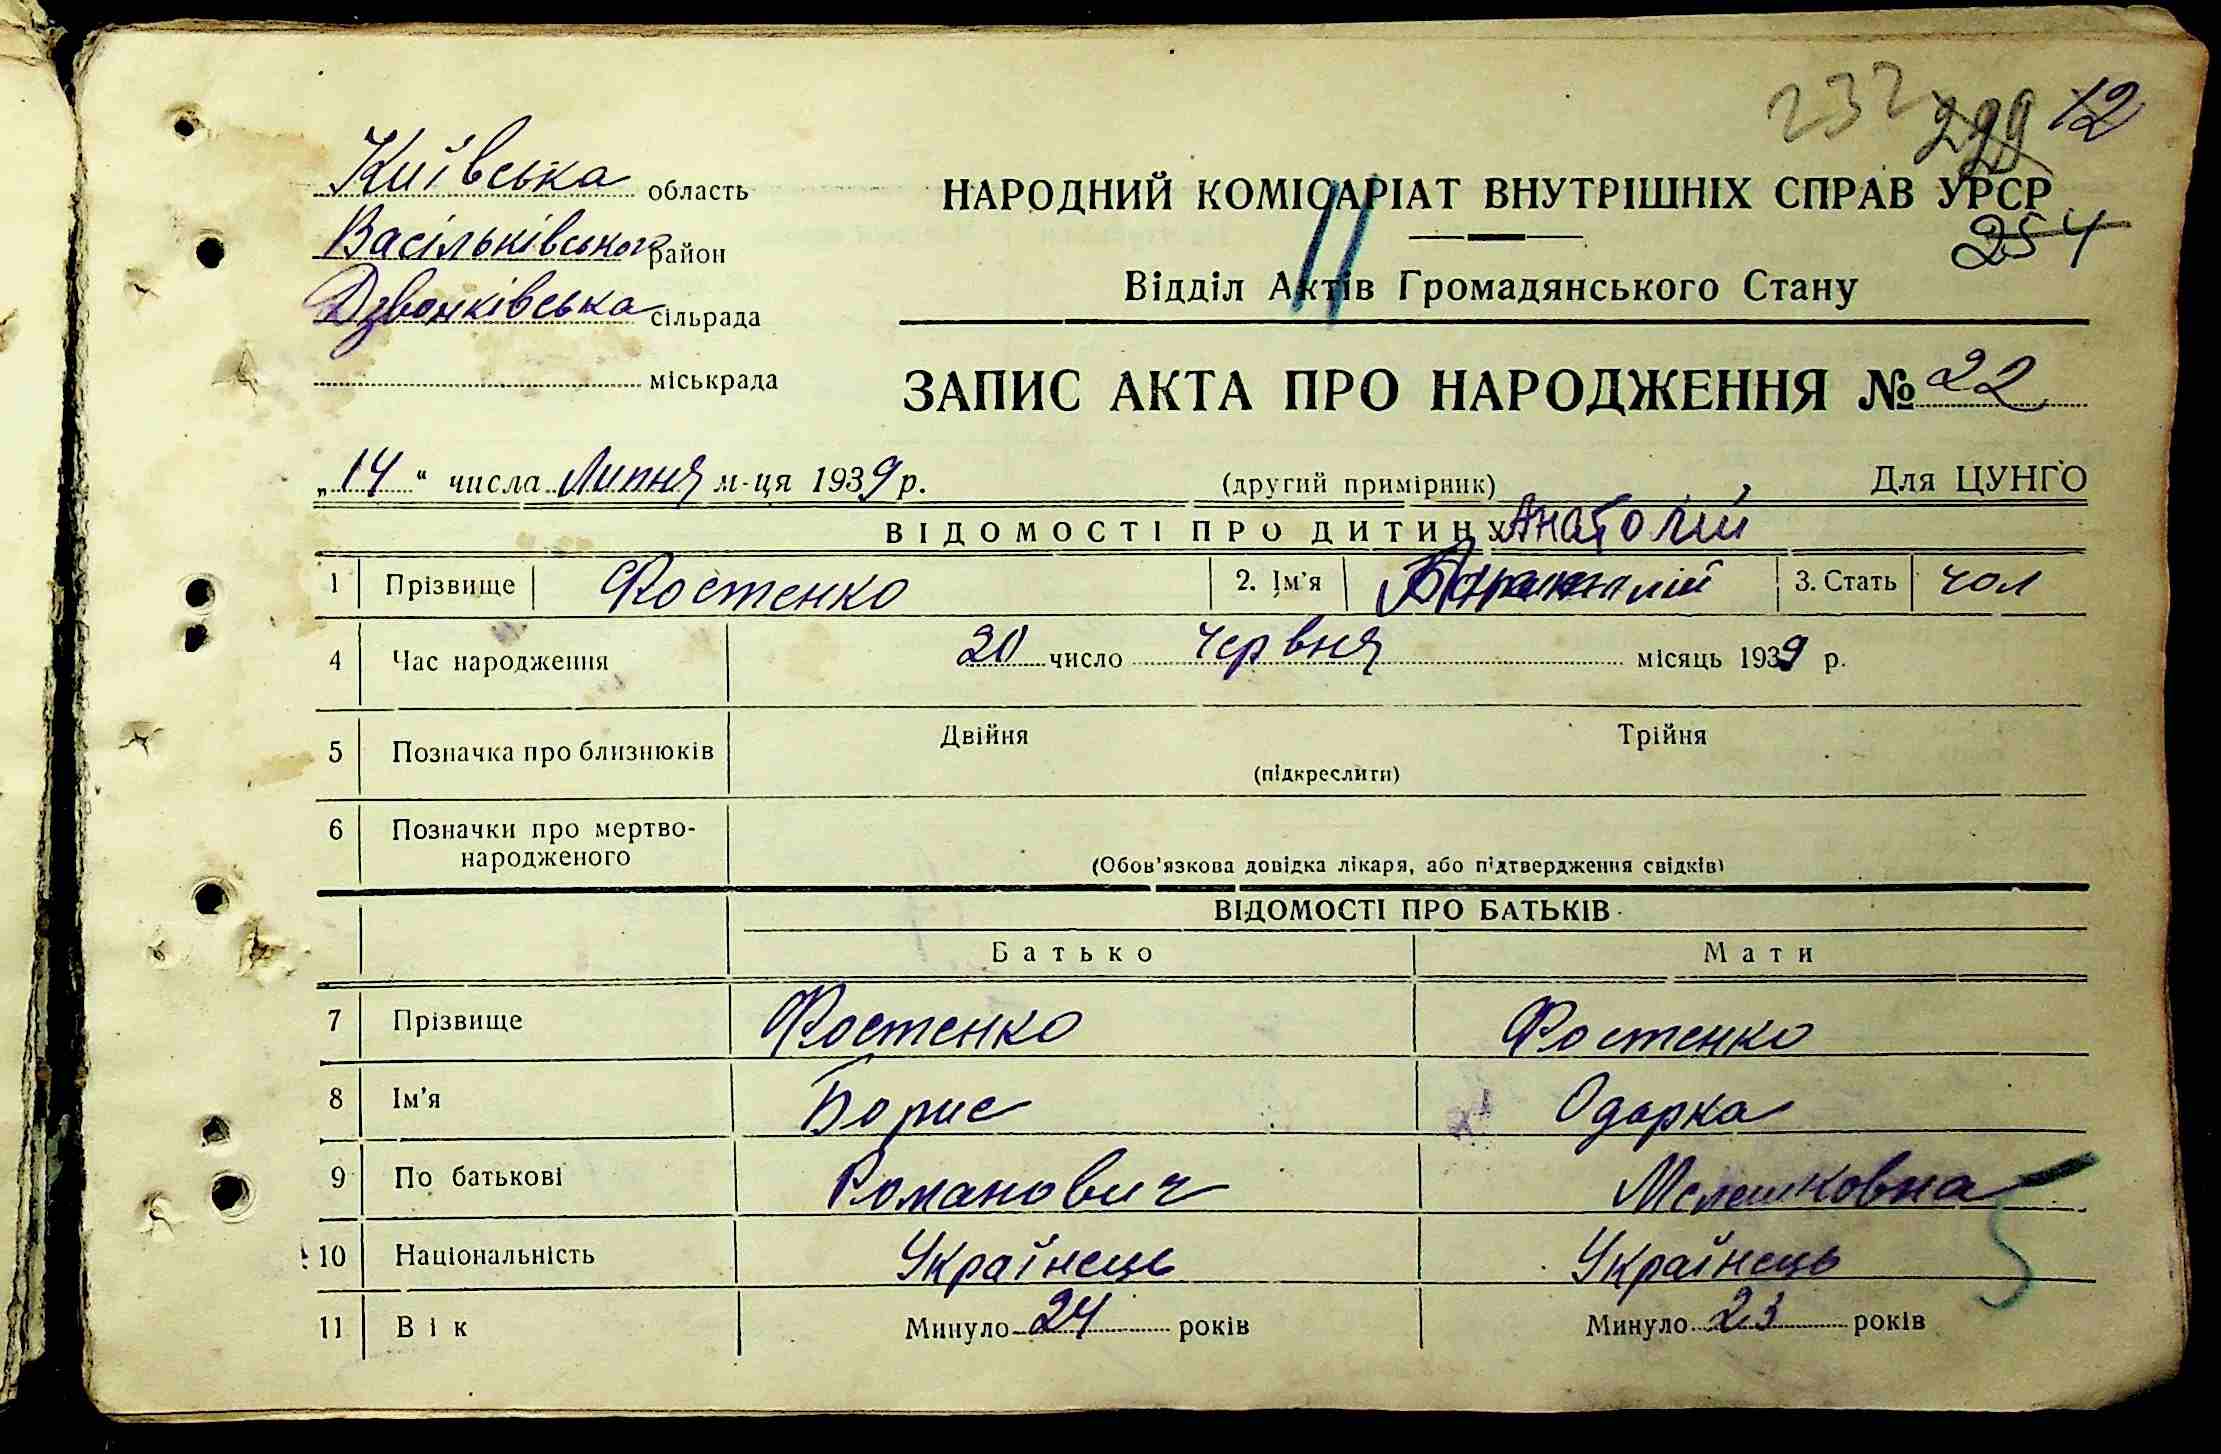 232 229 12
Київська область
НАРОДНИЙ КОМІСАРІАТ ВНУТРІШНІХ СПРАВ УРСР
254
Васільківського район
Відділ Актів Громадянського Стану
Дзвонківська сільрада
міськрада
ЗАПИС АКТА ПРО НАРОДЖЕННЯ № 22
„14“ числа Липня м-ця 1939 р. (другий примірник) Для ЦУНГО
ВІДОМОСТІ ПРО ДИТИНУ Анатолій
1 Прізвище Фостенко 2. Ім'я 3. Стать чол
4 Час народження 20 число червня місяць 1939 р.
5 Позначка про близнюків Двійня Трійня
(підкреслити)
6 Позначки про мертво-
народженого
(Обов'язкова довідка лікаря, або підтвердження свідків)
ВІДОМОСТІ ПРО БАТЬКІВ
Батько Мати
7 Прізвище Фостенко Фостенко
8 Ім'я Борис Одарка
9 По батькові Романович
10 Національність Українець Українець
11 Вік Минуло 24 років Минуло 23 років